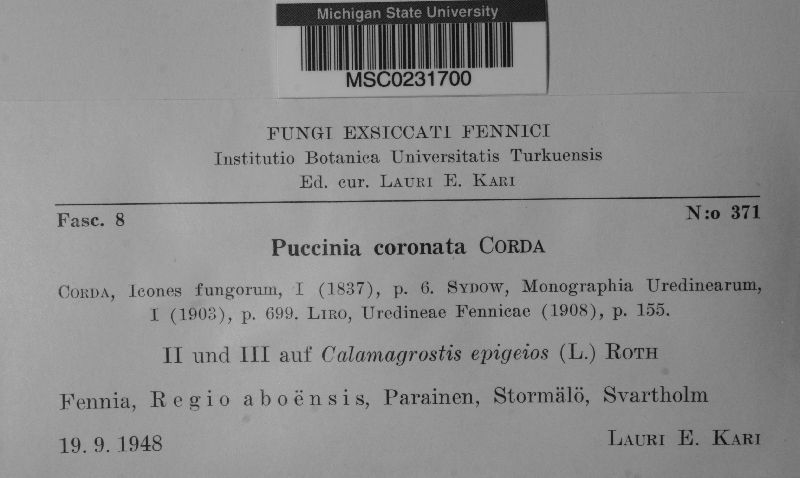 Michigan State University
MSC0231700
FUNGI EXSICCATI FENNICI
Institutio Botanica Universitatis Turkuensis
Ed. cur. LAURI E. KARI
Fasc. 8 N:o 371
Puccinia coronata CORDA
CORDA, Icones fungorum, I (1837), p. 6. SYDOW, Monographia Uredinearum,
I (1903), p. 699. LIRO, Uredineae Fennicae (1908), p. 155.
II und III auf Calamagrostis epigeios (L.) ROTH
Fennia, Regio aboënsis, Parainen, Stormälö, Svartholm
19. 9. 1948 LAURI E. KARI